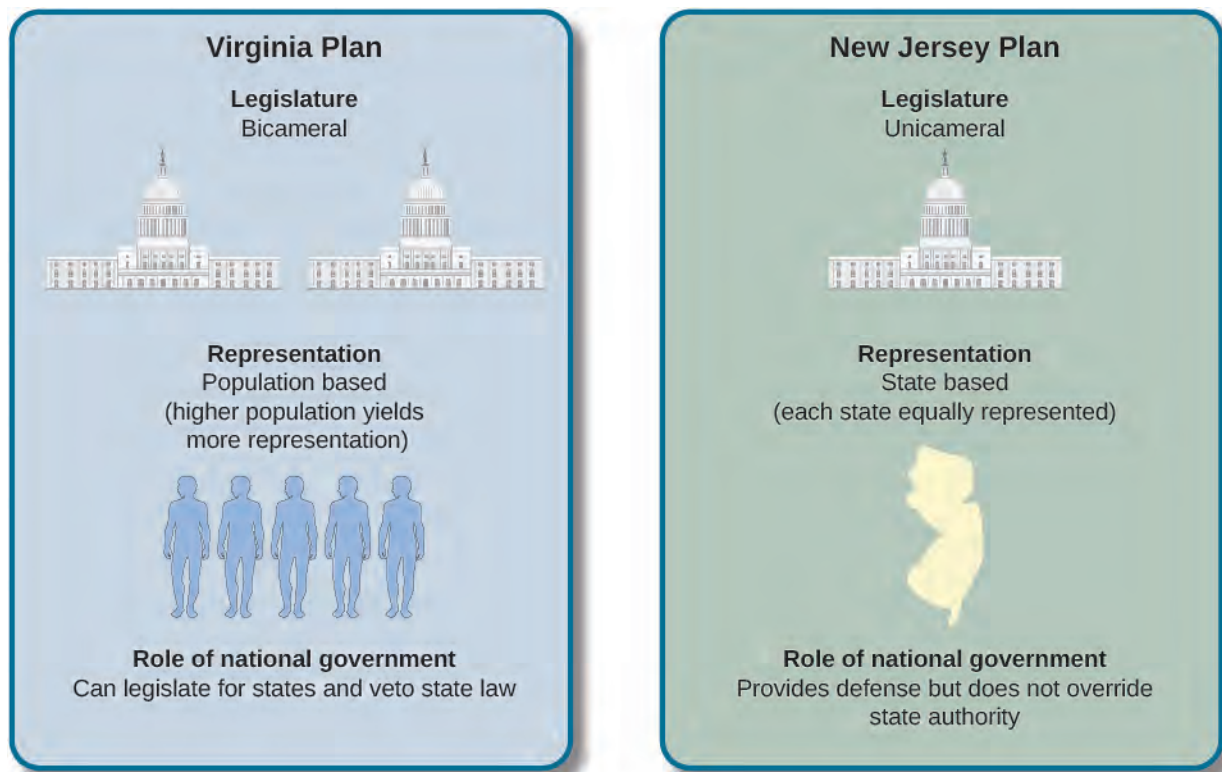 Virginia Plan
Legislature
Bicameral
Representation
Population based
(higher population yields
more representation)
Role of national government
Can legislate for states and veto state law
New Jersey Plan
Legislature
Unicameral
Representation
State based
(each state equally represented)
Role of national government
Provides defense but does not override
state authority